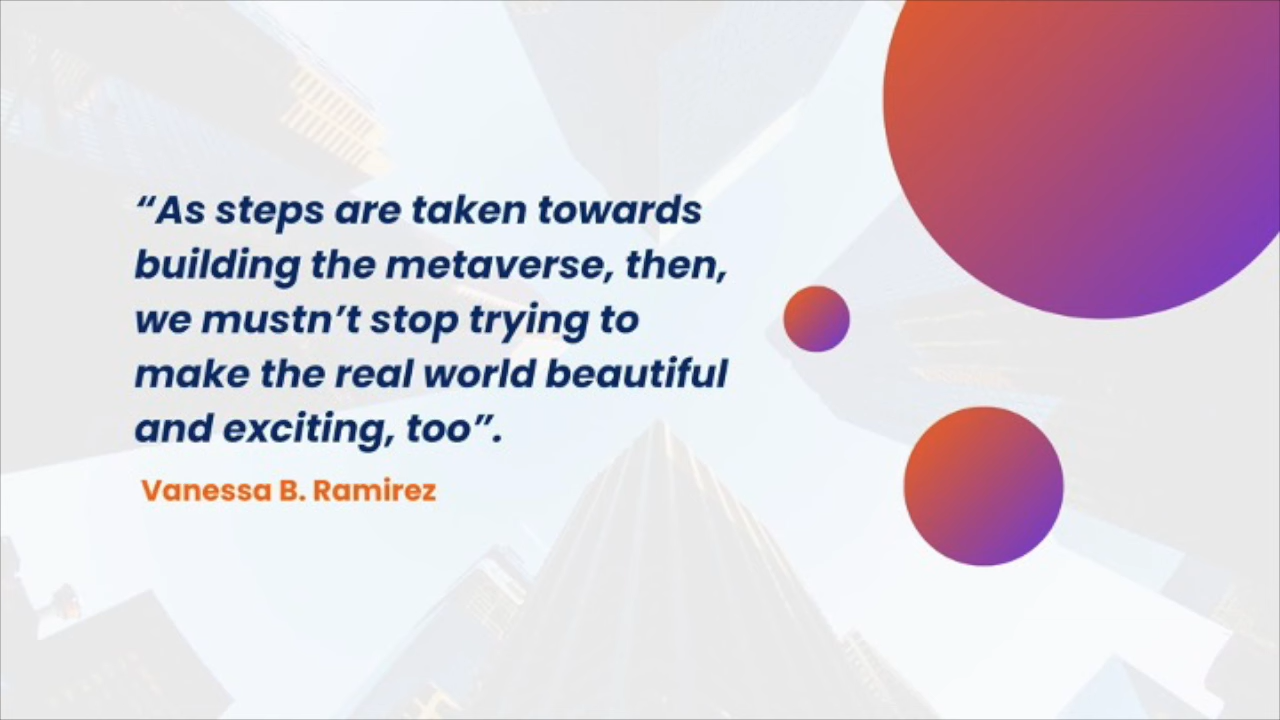 “As steps are taken towards
building the metaverse, then,
we mustn’t stop trying to
make the real world beautiful
and exciting, too”.
Vanessa B. Ramirez